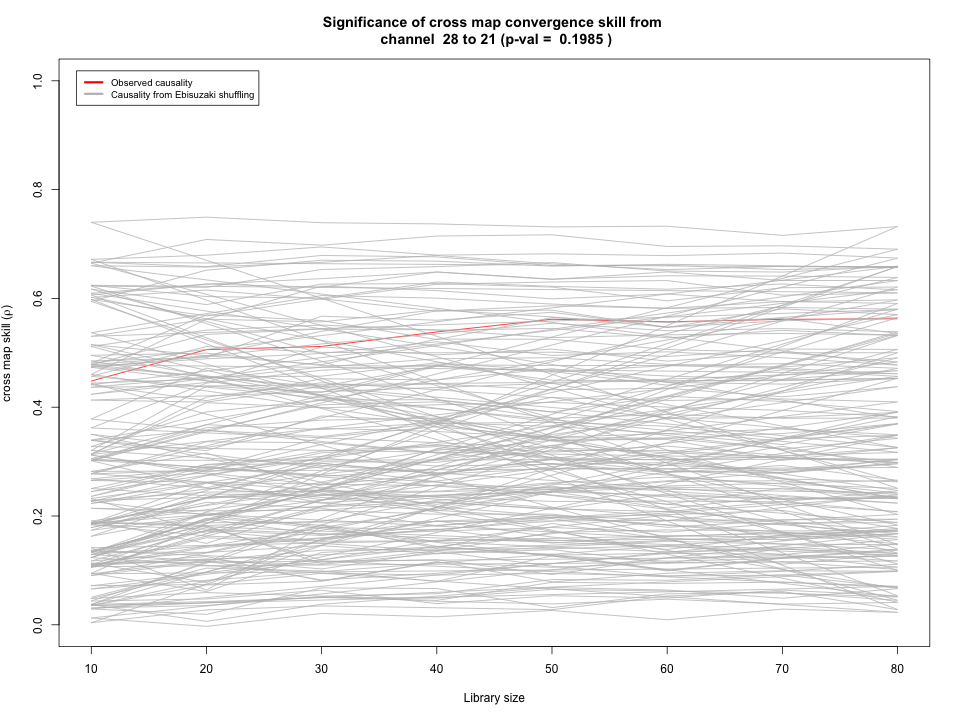 Significance of cross map convergence skill from
channel  28 to 21 (p-val =  0.1985 )
Observed causality
Causality from Ebisuzaki shuffling
1.0
0.8
0.6
0.4
0.2
0.0
cross map skill (ρ)
10 20 30 40 50 60 70 80
Library size